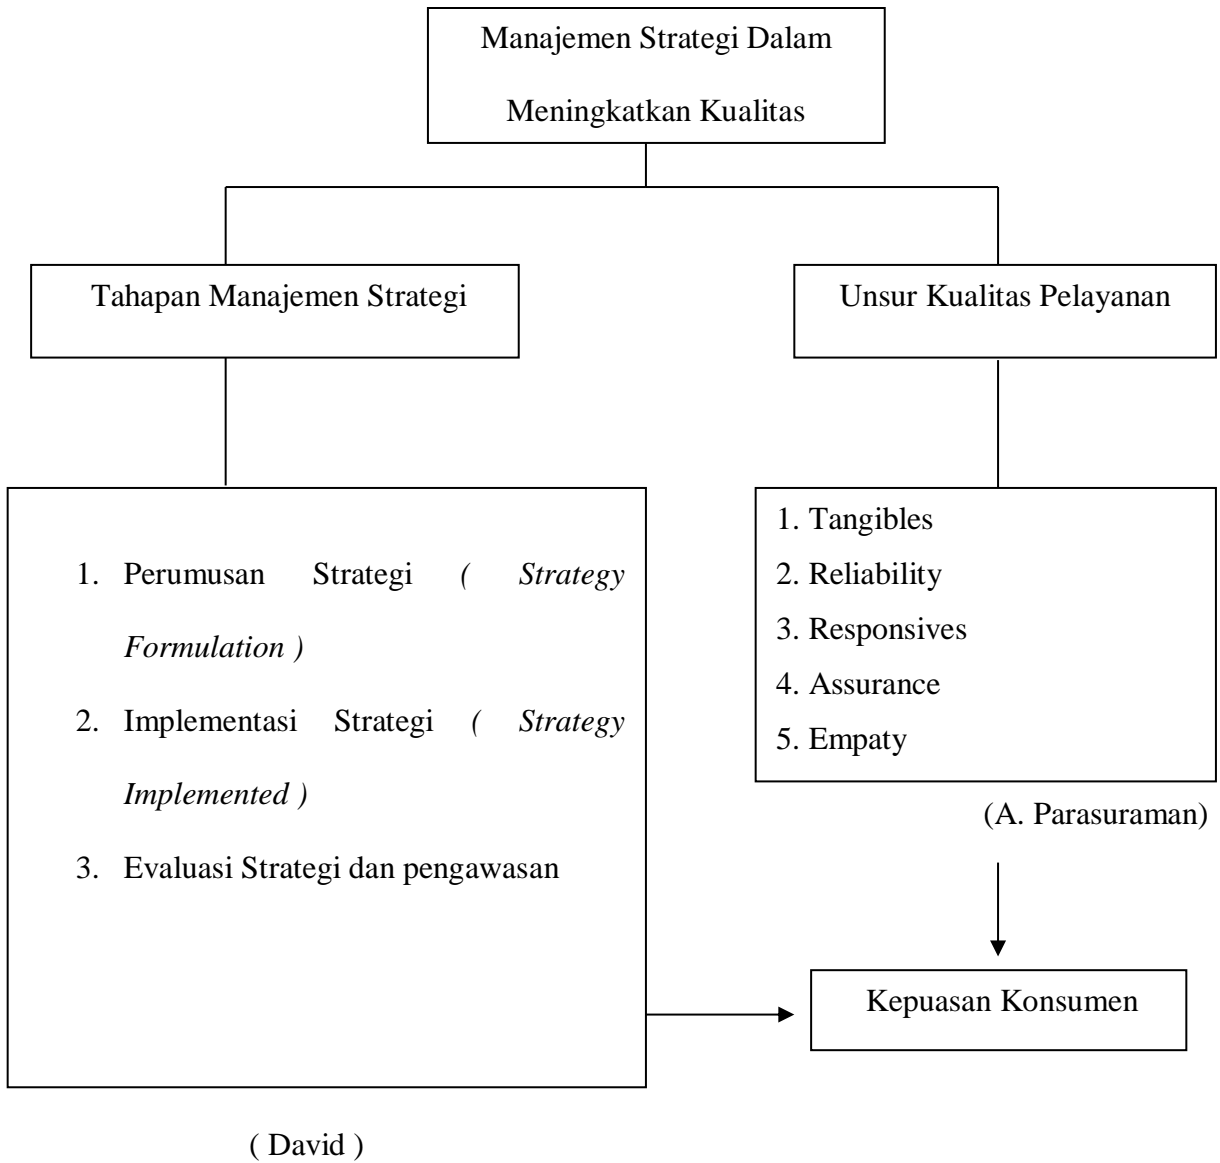 Manajemen Strategi Dalam
Meningkatkan Kualitas
Tahapan Manajemen Strategi
Unsur Kualitas Pelayanan
1. Perumusan Strategi ( Strategy
Formulation )
2. Implementasi Strategi ( Strategy
Implemented )
3. Evaluasi Strategi dan pengawasan
1. Tangibles
2. Reliability
3. Responsives
4. Assurance
5. Empaty
(A. Parasuraman)
Kepuasan Konsumen
( David )